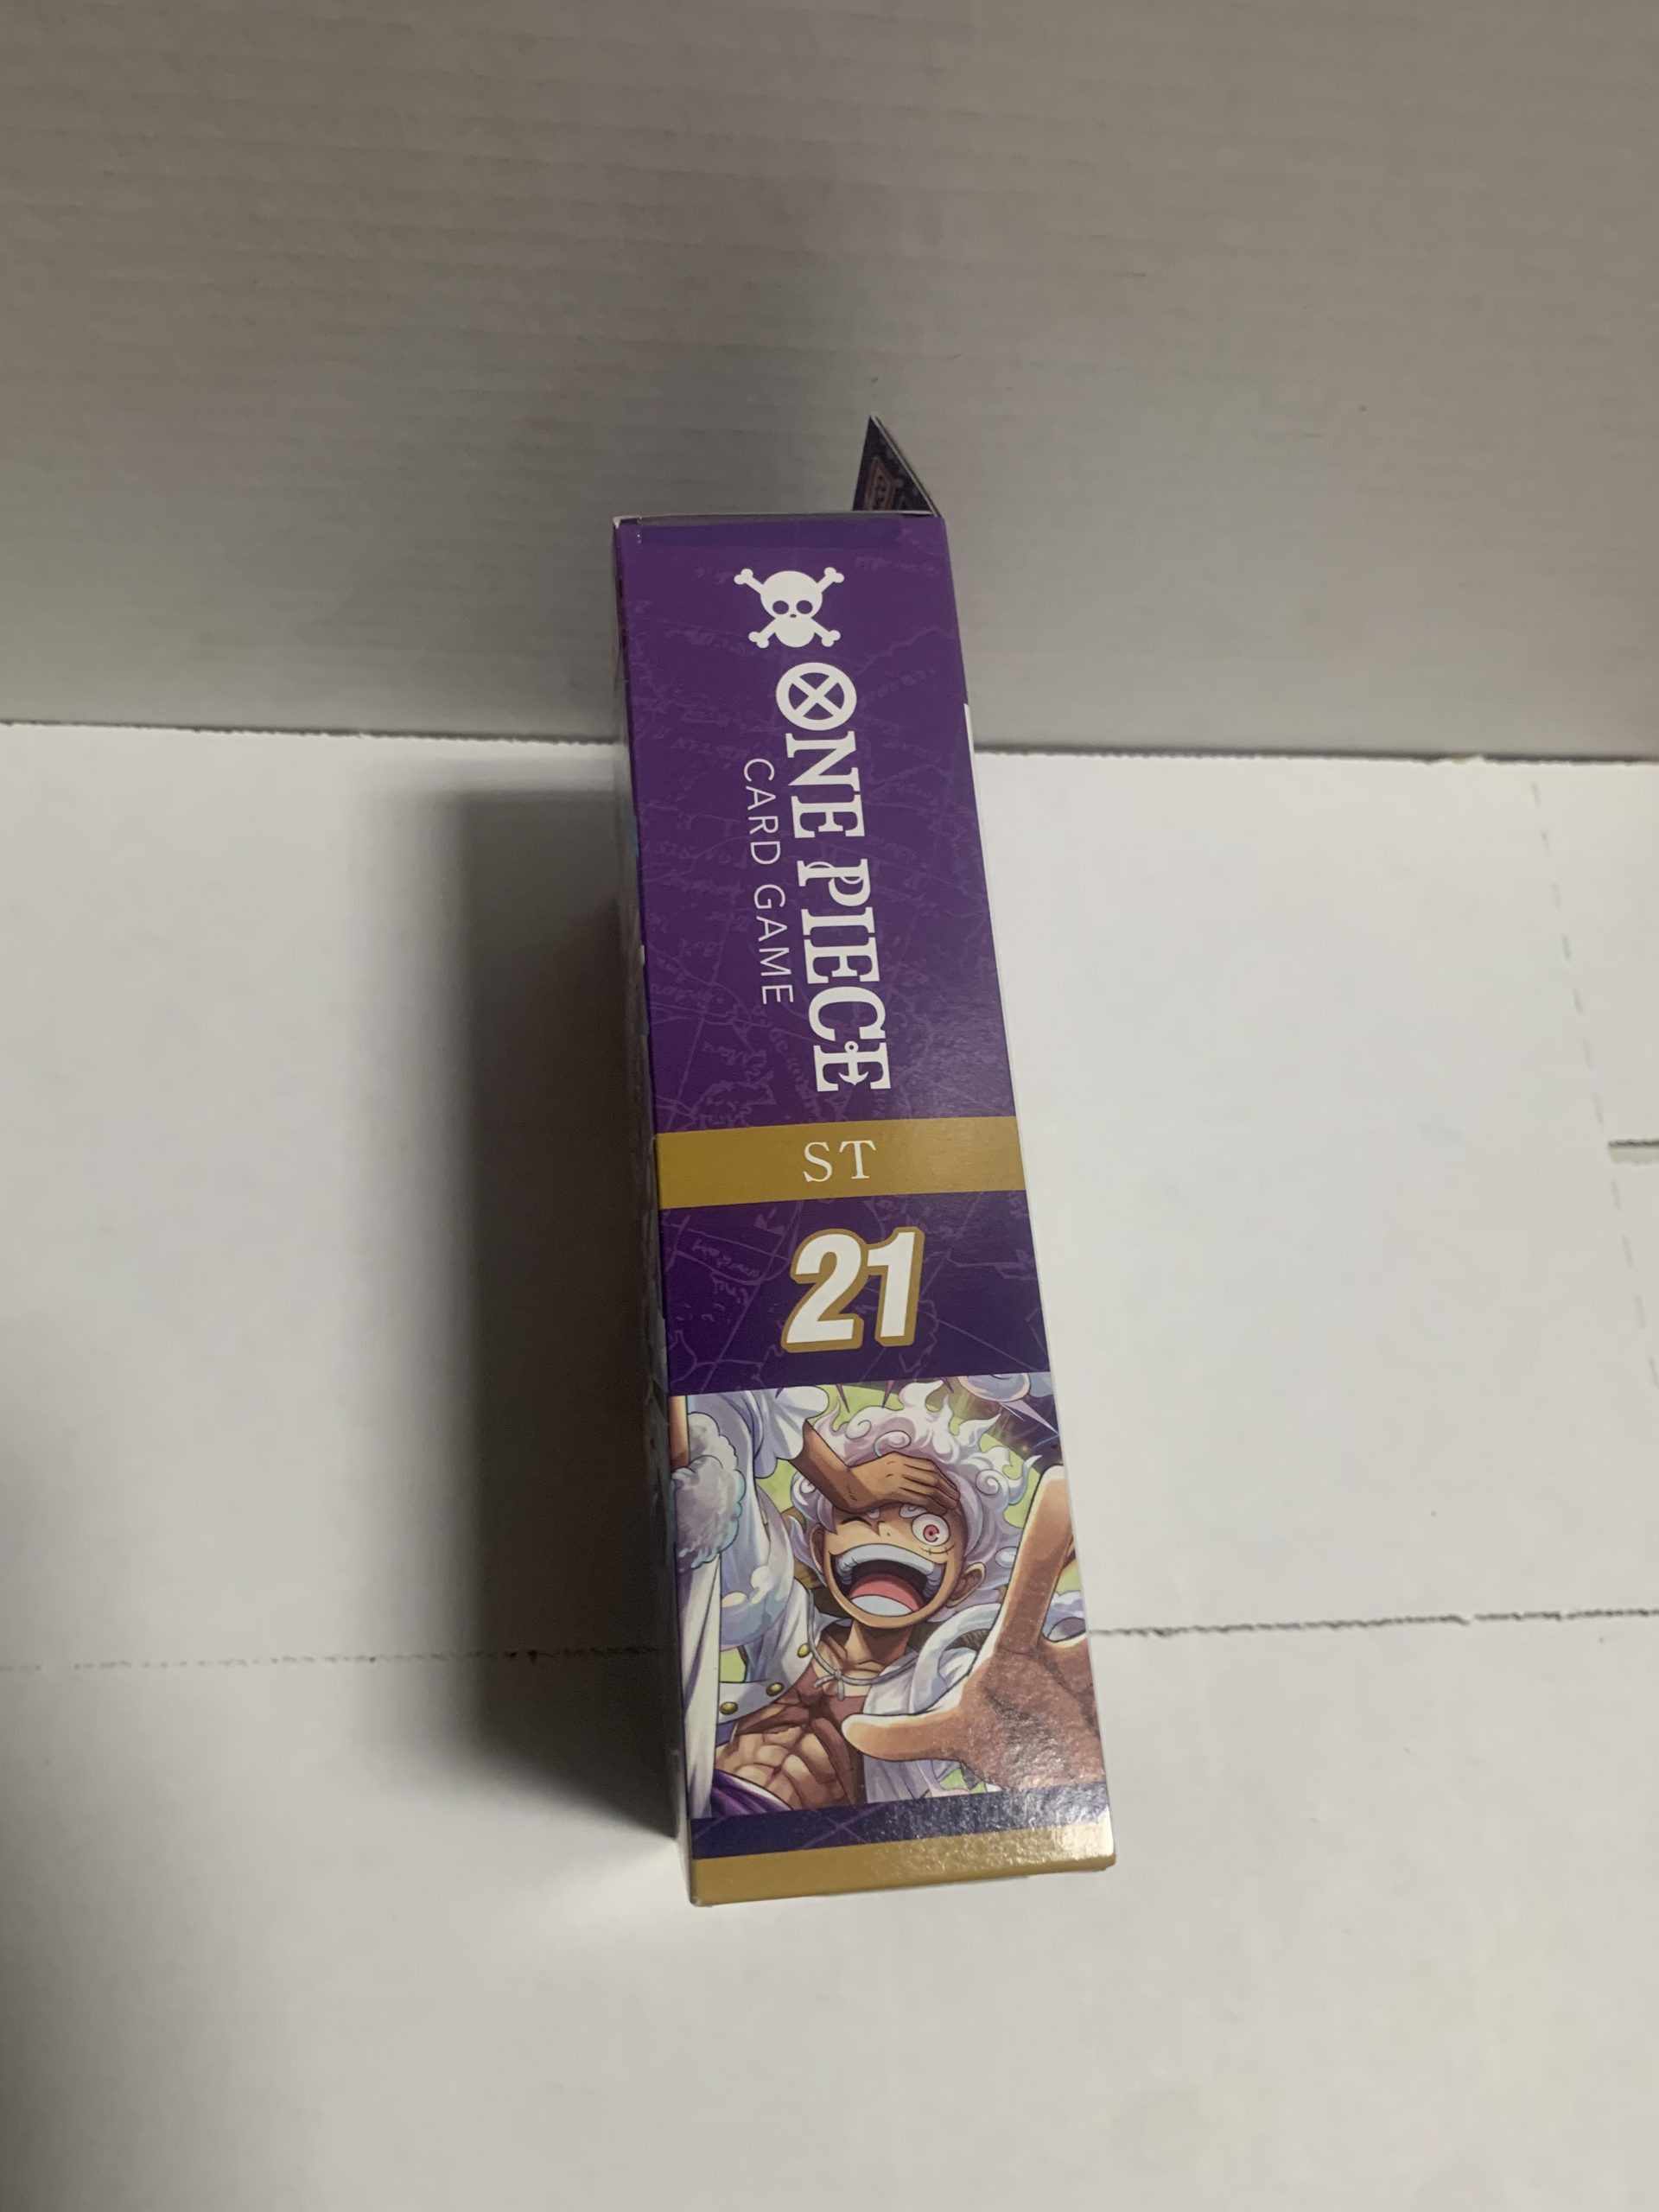 ONE PIECE
CARD GAME
ST
21